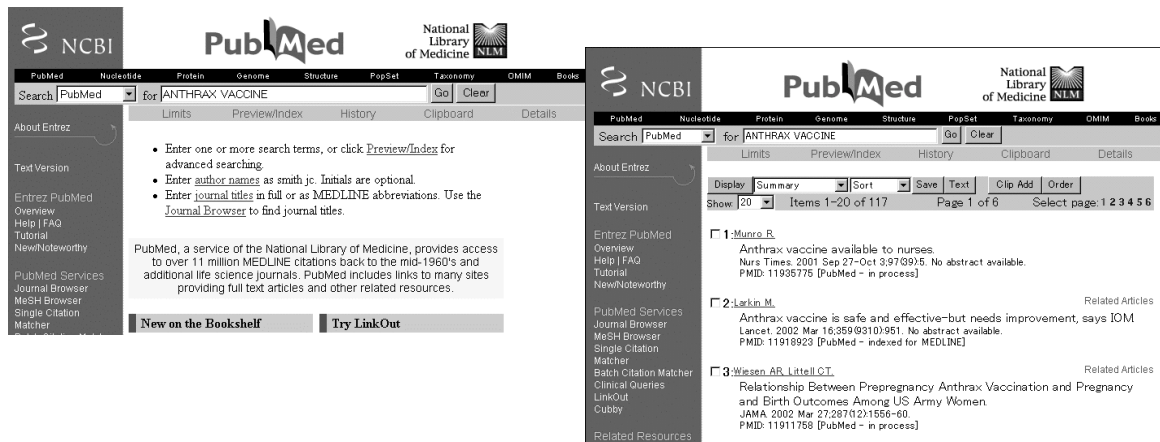 NCBI
PubMed
National
Library
of Medicine NLM
PubMed Nucleotide Protein Genome Structure PopSet Taxonomy OMIM Books
Search PubMed for ANTHRAX VACCINE Go Clear
Limits Preview/Index History Clipboard Details
About Entrez
Text Version
Entrez PubMed
Overview
Help | FAQ
Tutorial
New/Noteworthy
PubMed Services
Journal Browser
MeSH Browser
Single Citation
Matcher
• Enter one or more search terms, or click Preview/Index for
advanced searching.
• Enter author names as smith jc. Initials are optional.
• Enter journal titles in full or as MEDLINE abbreviations. Use the
Journal Browser to find journal titles.
PubMed, a service of the National Library of Medicine, provides access
to over 11 million MEDLINE citations back to the mid-1960's and
additional life science journals. PubMed includes links to many sites
providing full text articles and other related resources.
New on the Bookshelf Try LinkOut
NCBI
PubMed
National
Library
of Medicine NLM
PubMed Nucleotide Protein Genome Structure PopSet Taxonomy OMIM Books
Search PubMed for ANTHRAX VACCINE Go Clear
Limits Preview/Index History Clipboard Details
About Entrez
Text Version
Entrez PubMed
Overview
Help | FAQ
Tutorial
New/Noteworthy
PubMed Services
Journal Browser
MeSH Browser
Single Citation
Matcher
Batch Citation Matcher
Clinical Queries
LinkOut
Cubby
Related Resources
Display Summary Sort Save Text Clip Add Order
Show: 20 Items 1-20 of 117 Page 1 of 6 Select page: 1 2 3 4 5 6
1: Munro R.
Anthrax vaccine available to nurses.
Nurs Times. 2001 Sep 27-Oct 3;97(39):5. No abstract available.
PMID: 11935775 [PubMed - in process]
2: Larkin M. Related Articles
Anthrax vaccine is safe and effective-but needs improvement, says IOM.
Lancet. 2002 Mar 16;359(9310):951. No abstract available.
PMID: 11918923 [PubMed - indexed for MEDLINE]
3: Wiesen AR, Littell CT. Related Articles
Relationship Between Prepregnancy Anthrax Vaccination and Pregnancy
and Birth Outcomes Among US Army Women.
JAMA. 2002 Mar 27;287(12):1556-60.
PMID: 11911758 [PubMed - in process]